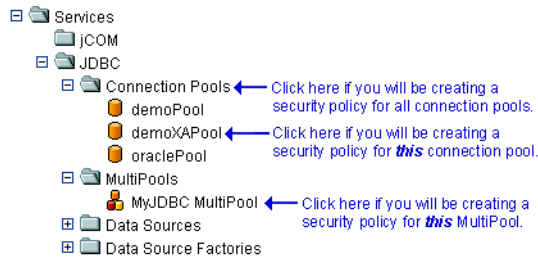 Services
jCOM
JDBC
Connection Pools
Click here if you will be creating a
security policy for all connection pools.
demoPool
demoXAPool
Click here if you will be creating a
security policy for this connection pool.
oraclePool
MultiPools
MyJDBC MultiPool
Click here if you will be creating a
security policy for this MultiPool.
Data Sources
Data Source Factories